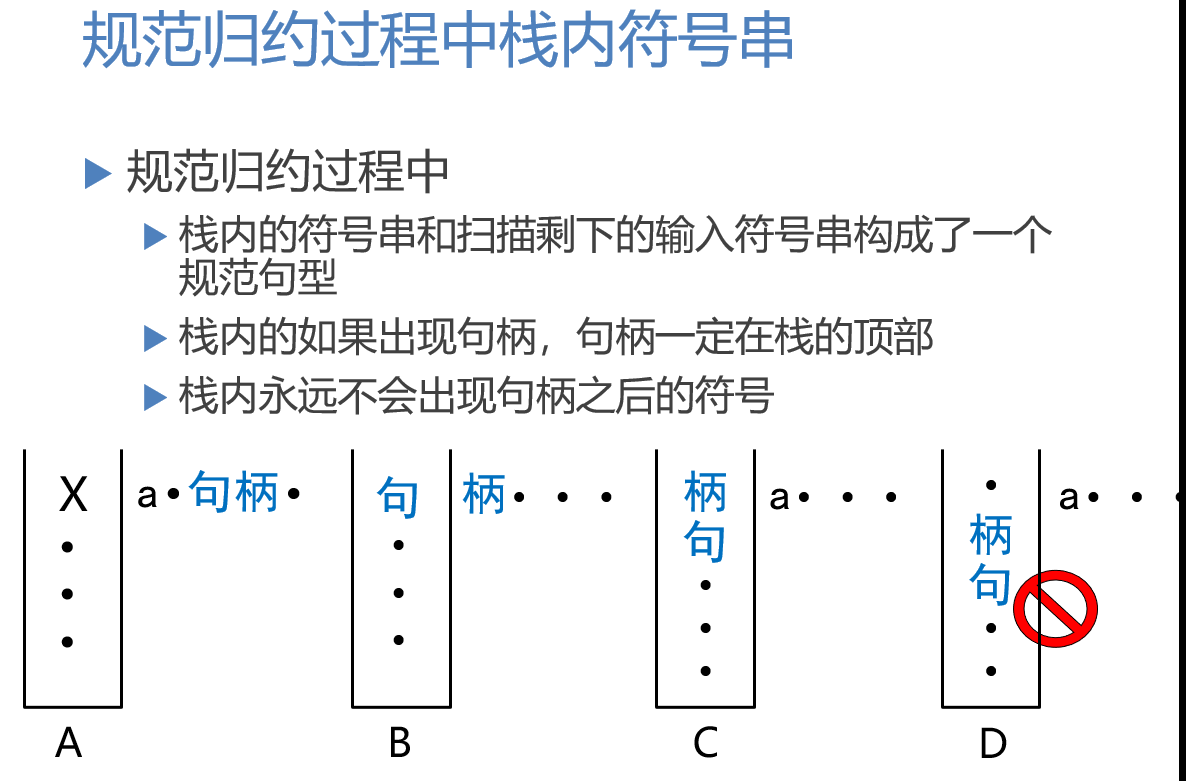 规范归约过程中栈内符号串
规范归约过程中
栈内的符号串和扫描剩下的输入符号串构成了一个
规范句型
栈内的如果出现句柄，句柄一定在栈的顶部
栈内永远不会出现句柄之后的符号
X
a•句柄•
句
柄• • •
柄
句
a• • •
柄
句
a• • •
A
B
C
D